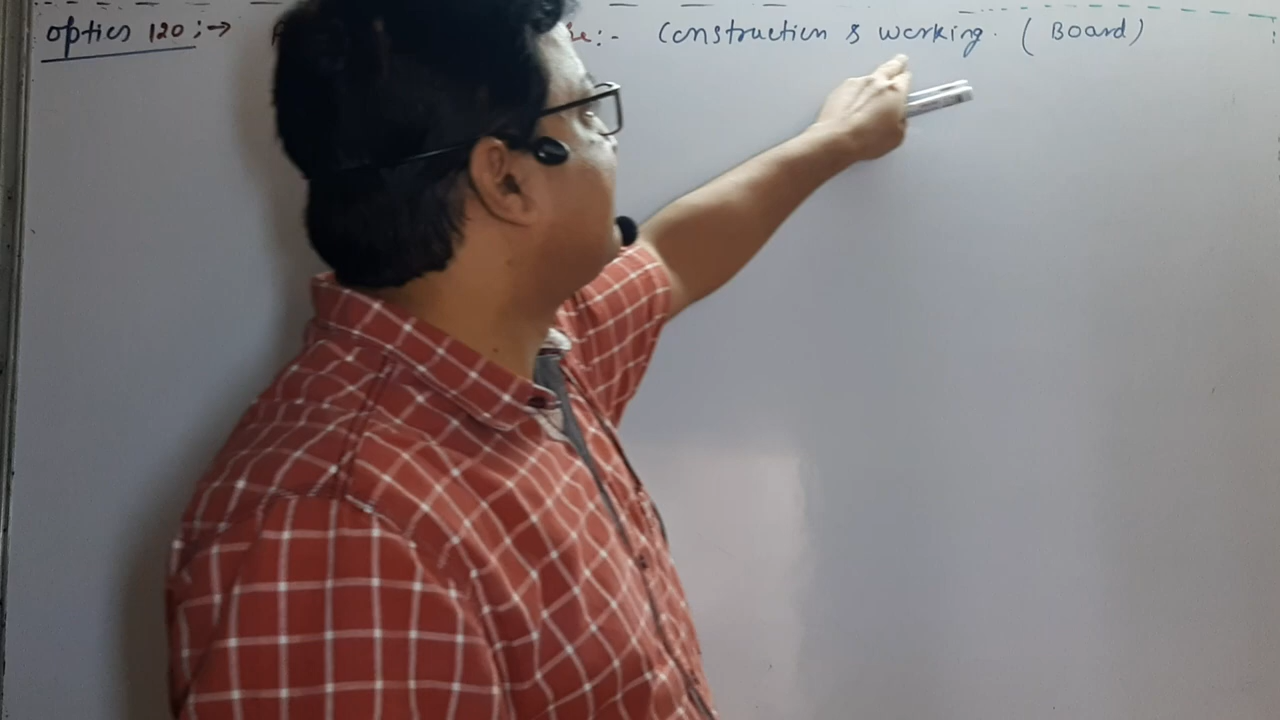 optics 120 :→ :- Construction & working. ( Board )